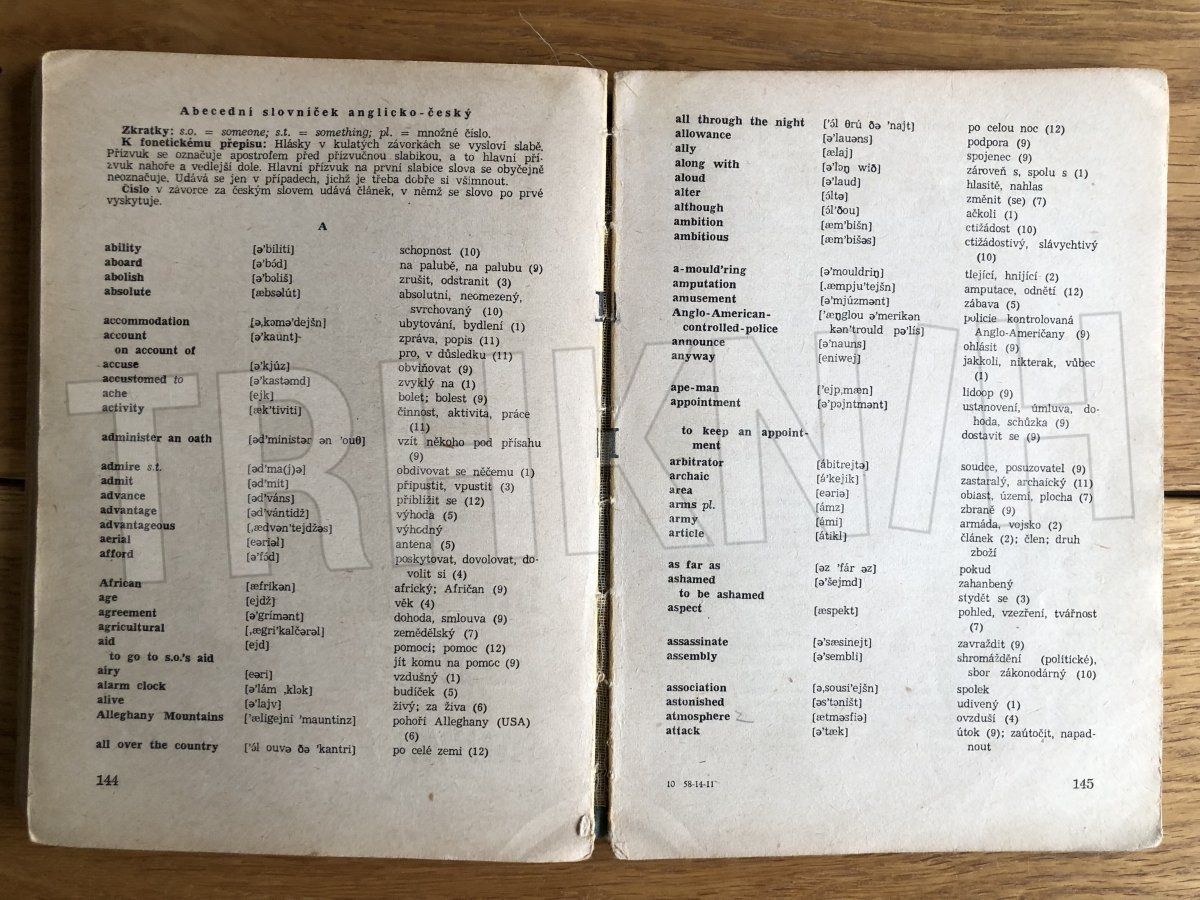 Abecední slovníček anglicko-český
Zkratky: s.o. = someone; s.t. = something; pl. = množné číslo.
K fonetickému přepisu: Hlásky v kulatých závorkách se vysloví slabě.
Přízvuk se označuje apostrofem před přízvučnou slabikou, a to hlavní pří-
zvuk nahoře a vedlejší dole. Hlavní přízvuk na první slabice slova se obyčejně
neoznačuje. Udává se jen v případech, jichž je třeba dobře si všimnout.
Číslo v závorce za českým slovem udává článek, v němž se slovo po prvé
vyskytuje.
A
ability [ə'biliti] schopnost (10)
aboard [ə'bód] na palubě, na palubu (9)
abolish [ə'boliš] zrušit, odstranit (3)
absolute [æbsəlút] absolutní, neomezený,
svrchovaný (10)
accommodation [ə,komə'dejšn] ubytování, bydlení (1)
account [ə'kaunt] zpráva, popis (11)
on account of pro, v důsledku (11)
accuse [ə'kjúz] obviňovat (9)
accustomed to [ə'kastəmd] zvyklý na (1)
ache [ejk] bolet; bolest (9)
activity [æk'tiviti] činnost, aktivita, práce
(11)
administer an oath [əd'ministər ən 'ouθ] vzít někoho pod přísahu
(9)
admire s.t. [əd'ma(j)ə] obdivovat se něčemu (1)
admit [əd'mit] připustit, vpustit (3)
advance [əd'váns] přiblížit se (12)
advantage [əd'vántidž] výhoda (5)
advantageous [,ædvən'tejdžəs] výhodný
aerial [eəriəl] antena (5)
afford [ə'fód] poskytovat, dovolovat, do-
volit si (4)
African [æfrikən] africký; Afričan (9)
age [ejdž] věk (4)
agreement [ə'grímənt] dohoda, smlouva (9)
agricultural [,ægri'kalčərəl] zemědělský (7)
aid [ejd] pomoci; pomoc (12)
to go to s.o.'s aid jít komu na pomoc (9)
airy [eəri] vzdušný (1)
alarm clock [ə'lám ,klok] budíček (5)
alive [ə'lajv] živý; za živa (6)
Alleghany Mountains ['æligejni 'mauntinz] pohoří Alleghany (USA)
(6)
all over the country ['ól ouvə ðə 'kantri] po celé zemi (12)
144
all through the night ['ól θrú ðə 'najt] po celou noc (12)
allowance [ə'lauəns] podpora (9)
ally [ælaj] spojenec (9)
along with [ə'loŋ wið] zároveň s, spolu s (1)
aloud [ə'laud] hlasitě, nahlas
alter [óltə] změnit (se) (7)
although [ól'ðou] ačkoli (1)
ambition [æm'bišn] ctižádost (10)
ambitious [æm'bišəs] ctižádostivý, slávychtivý
(10)
a-mould'ring [ə'mouldriŋ] tlející, hnijící (2)
amputation [,æmpju'tejšn] amputace, odnětí (12)
amusement [ə'mjúzmənt] zábava (5)
Anglo-American- ['æŋglou ə'merikən policie kontrolovaná
controlled-police kən'trould pə'lís] Angloameričany (9)
announce [ə'nauns] ohlásit (9)
anyway [eniwej] jakkoli, nikterak, vůbec
(1)
ape-man ['ejp,mæn] lidoop (9)
appointment [ə'pojntmənt] ustanovení, úmluva, do-
hoda, schůzka (9)
to keep an appoint- dostavit se (9)
ment
arbitrator [ábitrejtə] soudce, posuzovatel (9)
archaic [á'kejik] zastaralý, archaický (11)
area [eəriə] oblast, území, plocha (7)
arms pl. [ámz] zbraně (9)
army [ámi] armáda, vojsko (2)
article [átikl] článek (2); člen; druh
zboží
as far as [əz 'fár əz] pokud
ashamed [ə'šejmd] zahanbený
to be ashamed stydět se (3)
aspect [æspekt] pohled, vzezření, tvářnost
(7)
assassinate [ə'sæsinejt] zavraždit (9)
assembly [ə'sembli] shromáždění (politické),
sbor zákonodárný (10)
association [ə,sousi'ejšn] spolek
astonished [əs'toništ] udivený (1)
atmosphere [ætməsfiə] ovzduší (4)
attack [ə'tæk] útok (9); zaútočit, napad-
nout
10 58-14-11
145
TRHKNIH